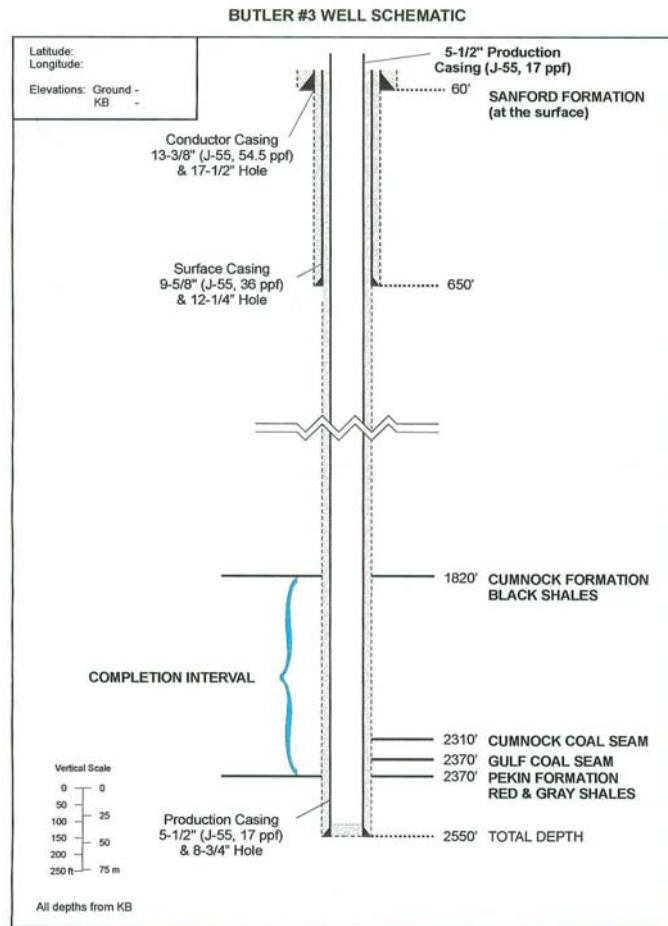 BUTLER #3 WELL SCHEMATIC
Latitude:
Longitude:
Elevations: Ground -
KB -
5-1/2" Production
Casing (J-55, 17 ppf)
60'
SANFORD FORMATION
(at the surface)
Conductor Casing
13-3/8" (J-55, 54.5 ppf)
& 17-1/2" Hole
Surface Casing
9-5/8" (J-55, 36 ppf)
& 12-1/4" Hole
650'
1820' CUMNOCK FORMATION
BLACK SHALES
COMPLETION INTERVAL
2310' CUMNOCK COAL SEAM
2370' GULF COAL SEAM
2370' PEKIN FORMATION
RED & GRAY SHALES
Vertical Scale
0 0
50
100 25
150
200 50
250 ft 75 m
Production Casing
5-1/2" (J-55, 17 ppf)
& 8-3/4" Hole
2550' TOTAL DEPTH
All depths from KB